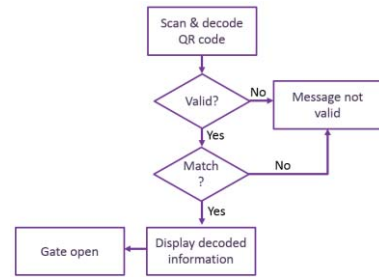 Scan & decode
QR code
Valid?
No
Message not
valid
Yes
Match
?
No
Yes
Gate open
Display decoded
information